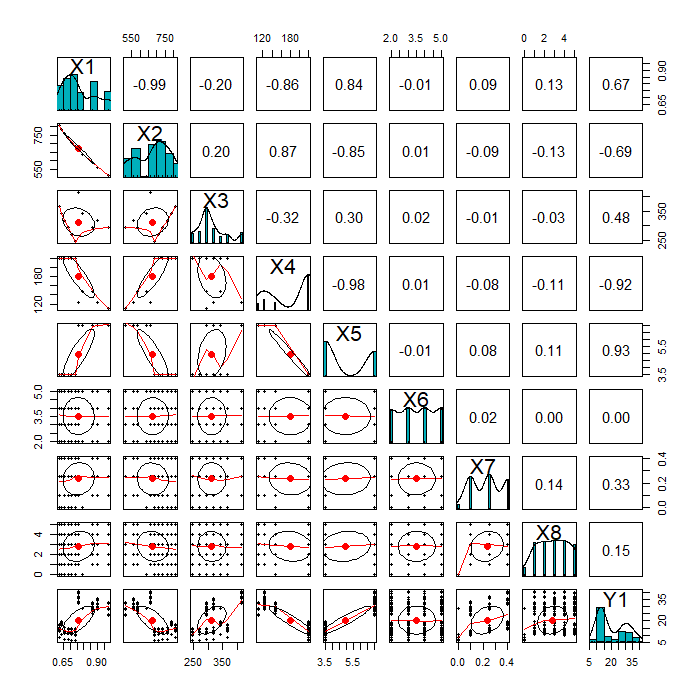 550 750 120 180 2.0 3.5 5.0 0 2 4
X1 -0.99 -0.20 -0.86 0.84 -0.01 0.09 0.13 0.67 0.65 0.90
550 750 X2 0.20 0.87 -0.85 0.01 -0.09 -0.13 -0.69
X3 -0.32 0.30 0.02 -0.01 -0.03 0.48 250 350
120 180 X4 -0.98 0.01 -0.08 -0.11 -0.92
X5 -0.01 0.08 0.11 0.93 3.5 5.5
2.0 3.5 5.0 X6 0.02 0.00 0.00
X7 0.14 0.33 0.0 0.2 0.4
0 2 4 X8 0.15
Y1 5 20 35
0.65 0.90 250 350 3.5 5.5 0.0 0.2 0.4 5 20 35